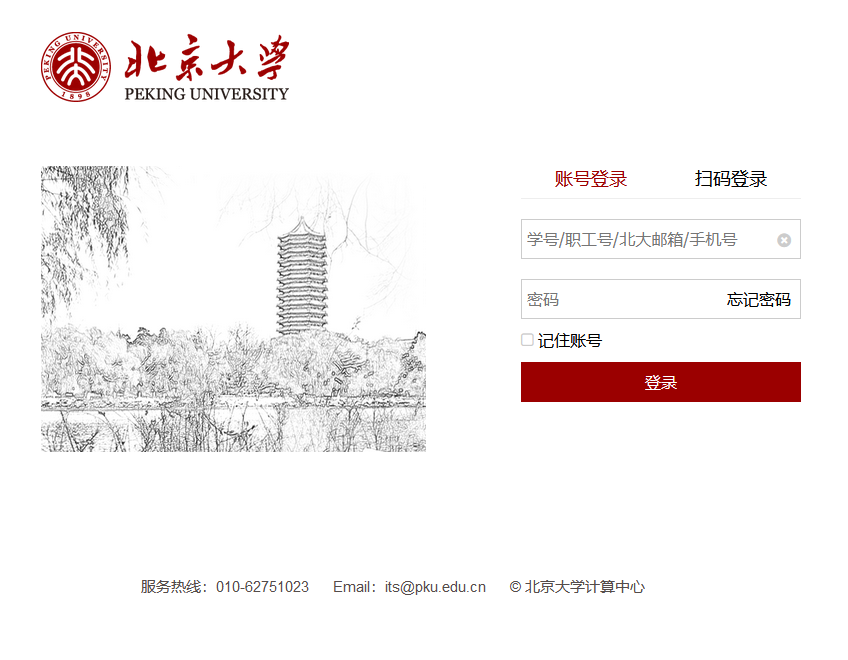 PEKING UNIVERSITY
1898
北京大学
PEKING UNIVERSITY
账号登录 扫码登录
学号/职工号/北大邮箱/手机号
密码 忘记密码
记住账号
登录
服务热线：010-62751023 Email：its@pku.edu.cn © 北京大学计算中心